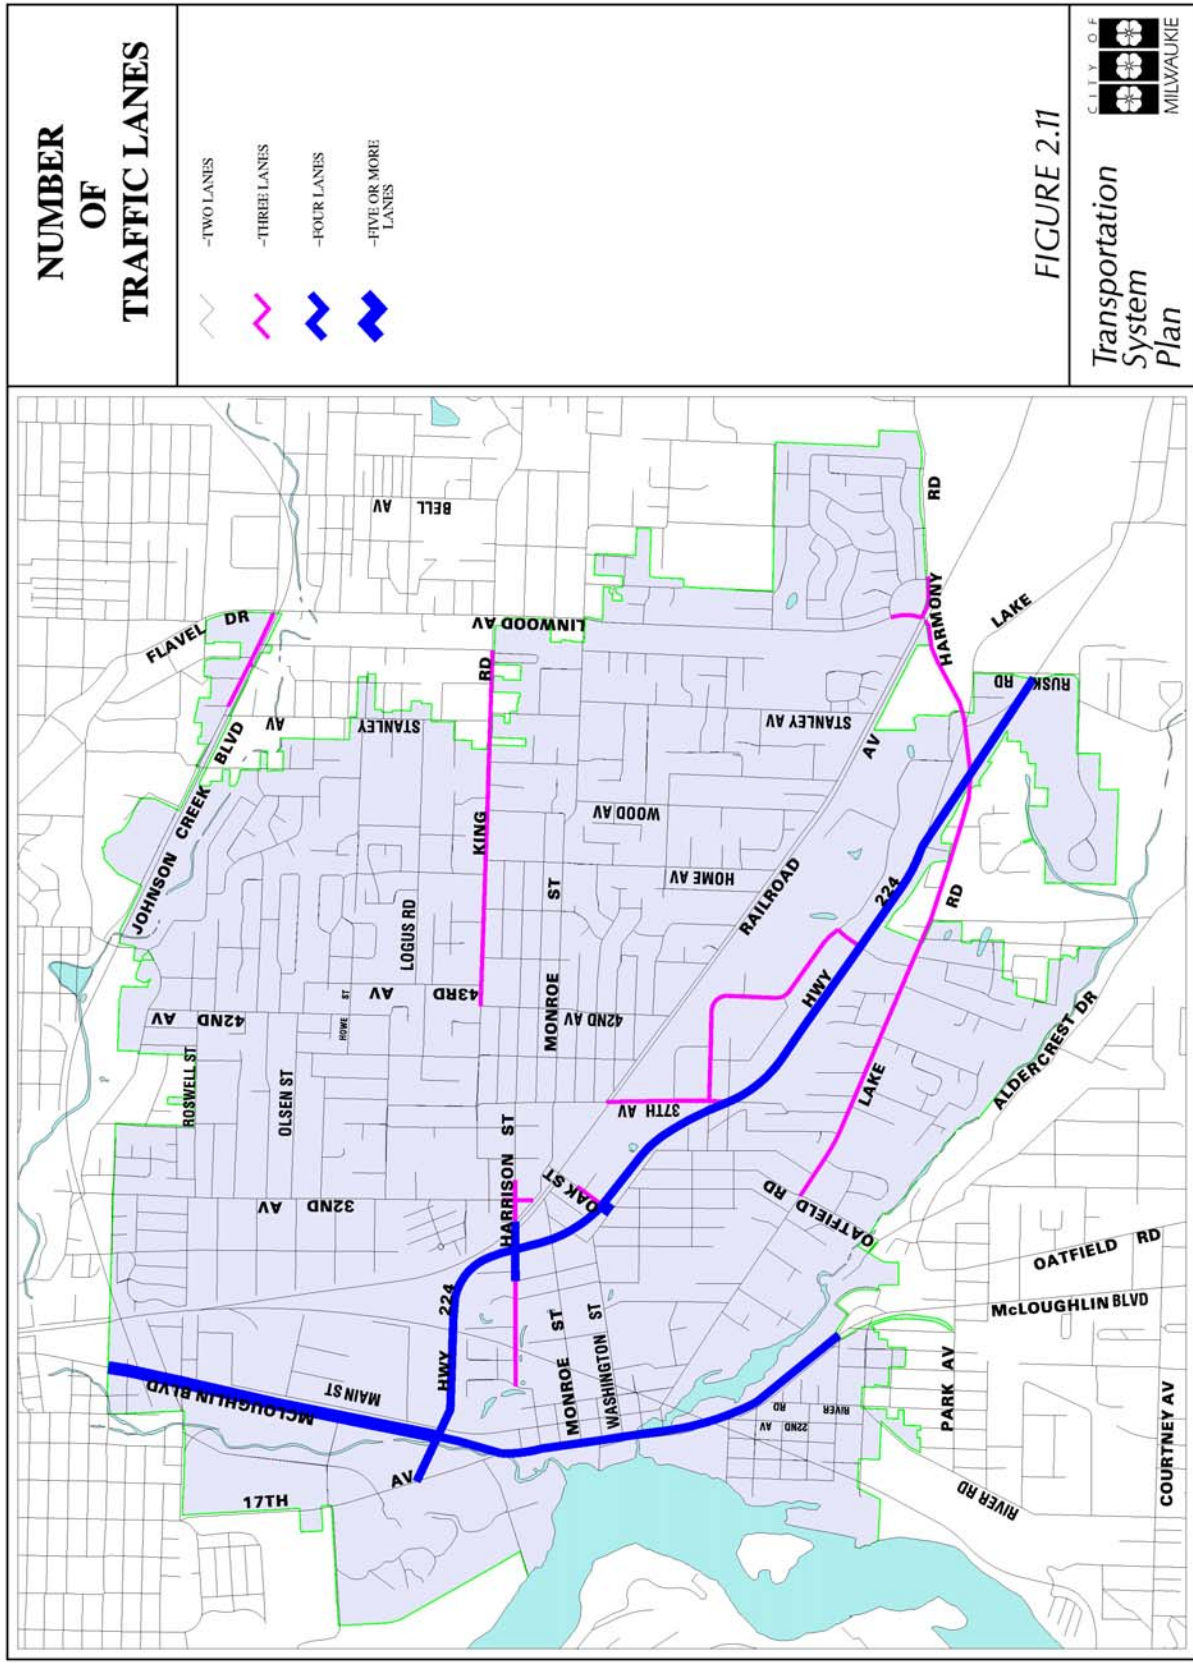 NUMBER
OF
TRAFFIC LANES
-TWO LANES
-THREE LANES
-FOUR LANES
-FIVE OR MORE
LANES
FIGURE 2.11
Transportation
System
Plan
CITY OF
MILWAUKIE
FLAVEL DR
JOHNSON CREEK BLVD
BELL AV
STANLEY AV
LINWOOD AV
KING RD
STANLEY AV
WOOD AV
HOME AV
LOGUS RD
43RD AV
HOWE ST
42ND AV
ROSWELL ST
OLSEN ST
32ND AV
MONROE ST
42ND AV
RAILROAD AV
HARMONY RD
LAKE
RUSK RD
HWY 224
LAKE RD
37TH AV
HARRISON ST
OAK ST
OATFIELD RD
ALDERCREST DR
OATFIELD RD
McLOUGHLIN BLVD
HWY 224
MAIN ST
MCLOUGHLIN BLVD
17TH AV
MONROE ST
WASHINGTON ST
22ND AV
RIVER RD
PARK AV
RIVER RD
COURTNEY AV